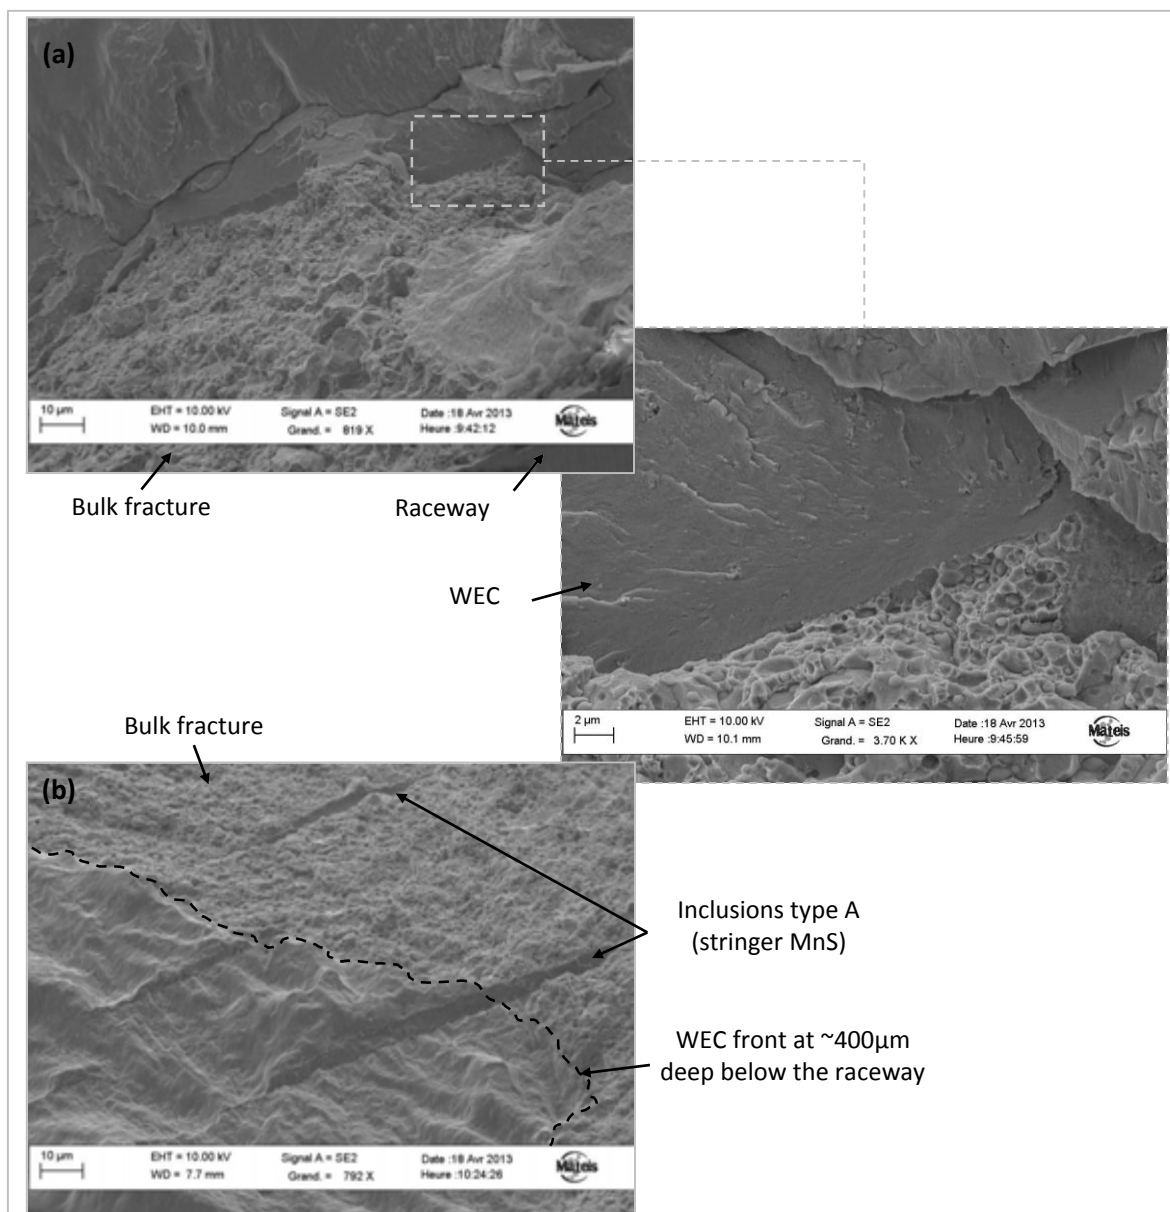 (a)
10 µm
EHT = 10.00 kV
Signal A = SE2
Date :18 Avr 2013
WD = 10.0 mm
Grand. = 819 X
Heure :9:42:12
Mateis
Bulk fracture
Raceway
WEC
2 µm
EHT = 10.00 kV
Signal A = SE2
Date :18 Avr 2013
WD = 10.1 mm
Grand. = 3.70 K X
Heure :9:45:59
Mateis
Bulk fracture
(b)
Inclusions type A
(stringer MnS)
WEC front at ~400µm
deep below the raceway
10 µm
EHT = 10.00 kV
Signal A = SE2
Date :18 Avr 2013
WD = 7.7 mm
Grand. = 792 X
Heure :10:24:26
Mateis